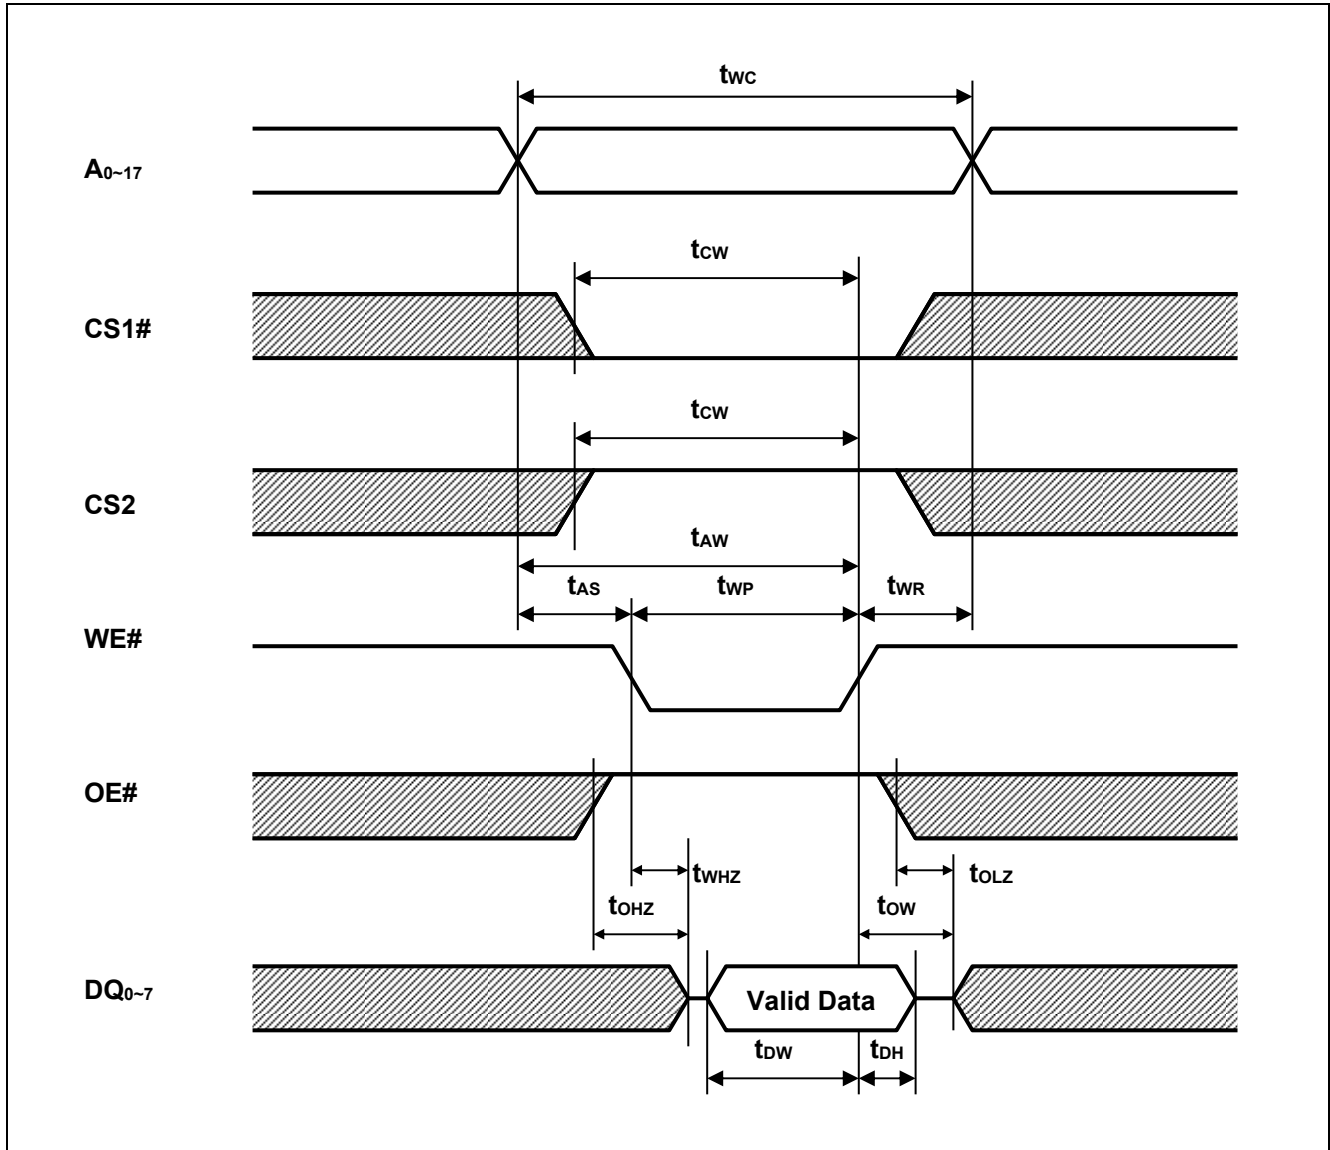 tWC
A0~17
tCW
CS1#
tCW
CS2
tAW
tAS tWP tWR
WE#
OE#
tWHZ tOLZ
tOHZ tOW
DQ0~7 Valid Data
tDW tDH